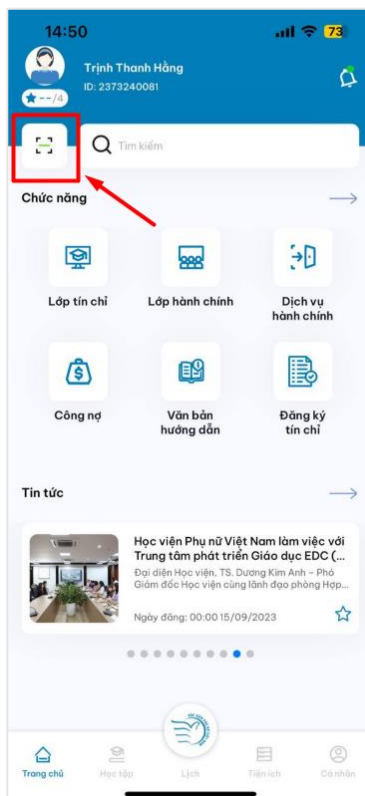 14:50
73
Trịnh Thanh Hằng
ID: 2373240081
--/4
Tìm kiếm
Chức năng
Lớp tín chỉ
Lớp hành chính
Dịch vụ
hành chính
Công nợ
Văn bản
hướng dẫn
Đăng ký
tín chỉ
Tin tức
Học viện Phụ nữ Việt Nam làm việc với
Trung tâm phát triển Giáo dục EDC (...
Đại diện Học viện, TS. Dương Kim Anh – Phó
Giám đốc Học viện cùng lãnh đạo phòng Hợp...
Ngày đăng: 00:00 15/09/2023
Trang chủ
Học tập
Lịch
Tiện ích
Cá nhân